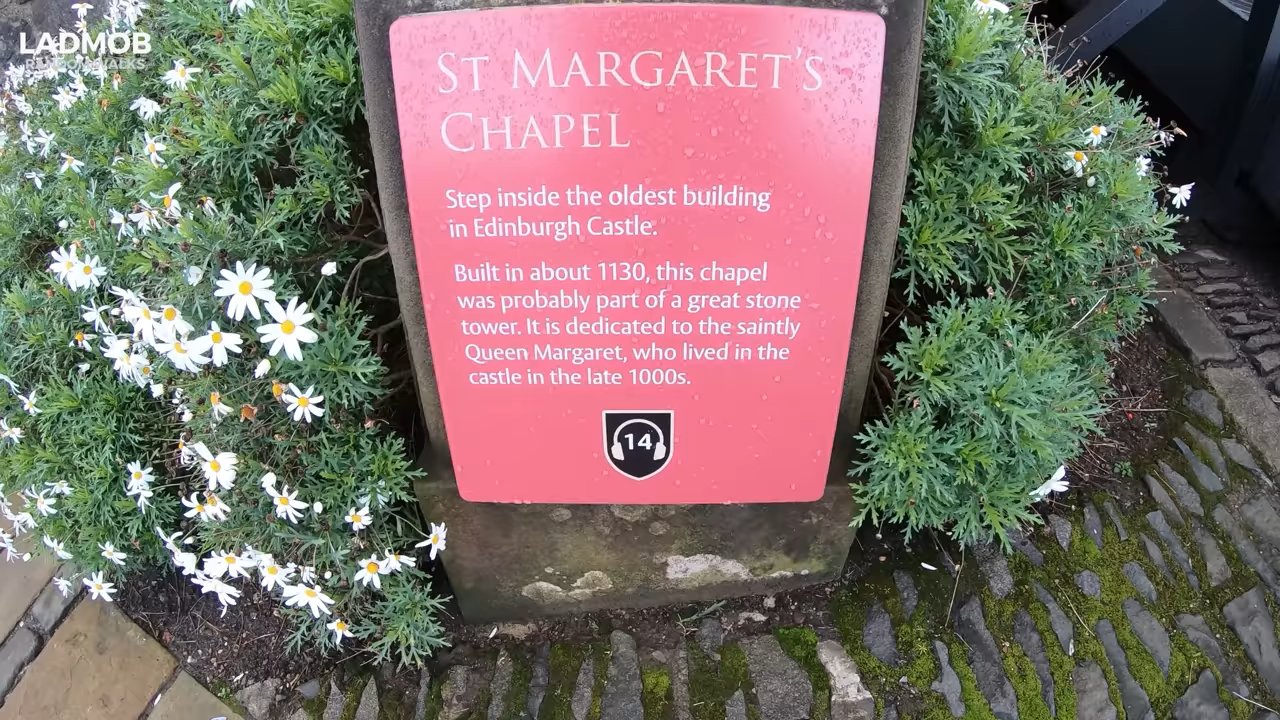 LADMOB
RANDOM WALKS
ST MARGARET'S
CHAPEL
Step inside the oldest building
in Edinburgh Castle.
Built in about 1130, this chapel
was probably part of a great stone
tower. It is dedicated to the saintly
Queen Margaret, who lived in the
castle in the late 1000s.
14